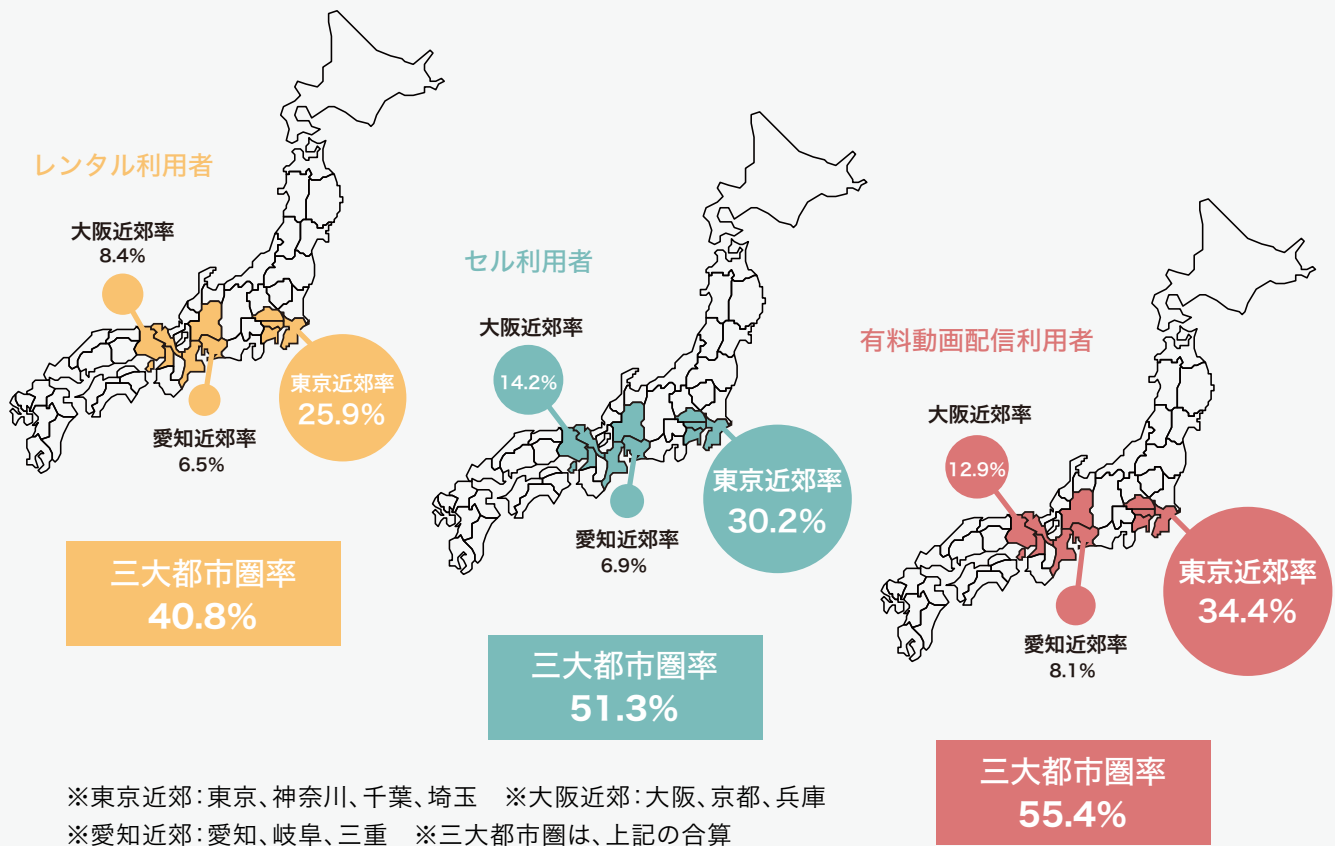 レンタル利用者
大阪近郊率
8.4%
東京近郊率
25.9%
愛知近郊率
6.5%
三大都市圏率
40.8%
セル利用者
大阪近郊率
14.2%
東京近郊率
30.2%
愛知近郊率
6.9%
三大都市圏率
51.3%
有料動画配信利用者
大阪近郊率
12.9%
東京近郊率
34.4%
愛知近郊率
8.1%
三大都市圏率
55.4%
※東京近郊：東京、神奈川、千葉、埼玉　※大阪近郊：大阪、京都、兵庫
※愛知近郊：愛知、岐阜、三重　※三大都市圏は、上記の合算